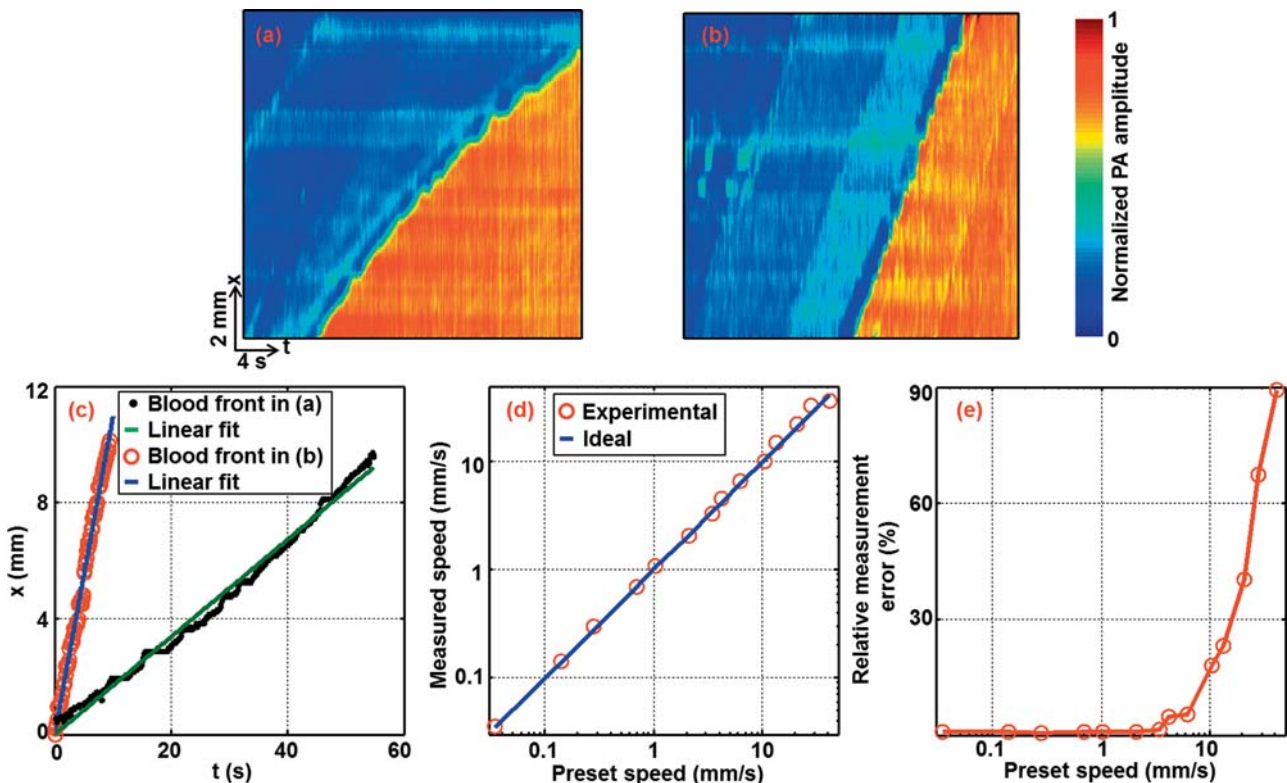 (a)
(b)
x
2 mm
4 s
t
1
Normalized PA amplitude
0
(c)
Blood front in (a)
Linear fit
Blood front in (b)
Linear fit
12
8
4
0
x (mm)
0
20
40
60
t (s)
(d)
Experimental
Ideal
10
1
0.1
Measured speed (mm/s)
0.1
1
10
Preset speed (mm/s)
(e)
90
60
30
Relative measurement
error (%)
0.1
1
10
Preset speed (mm/s)